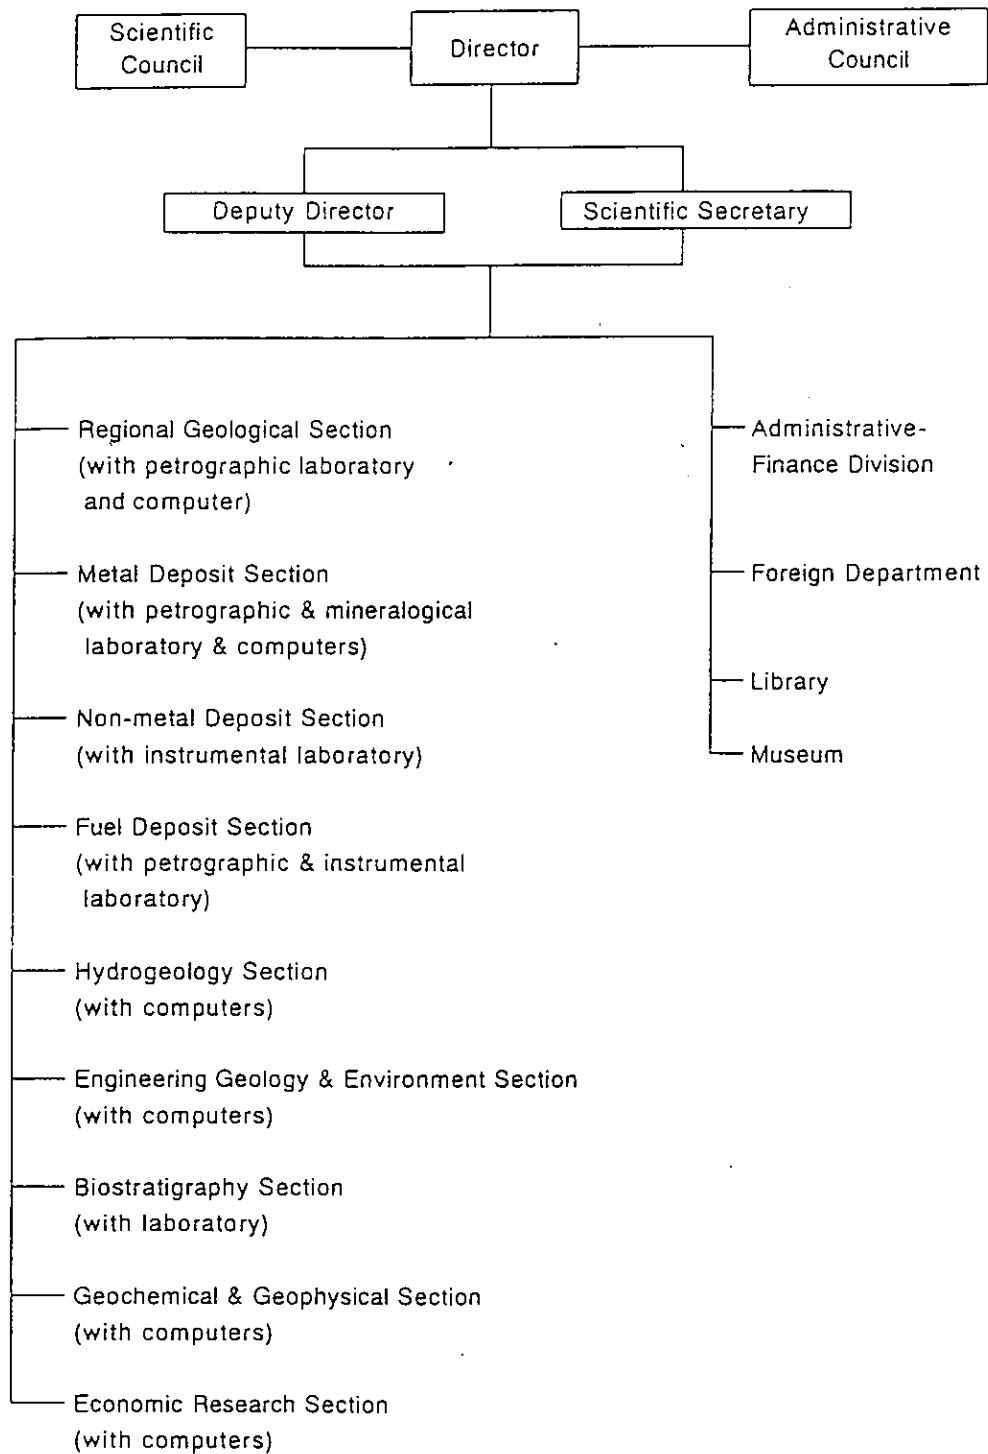 Scientific
Council
Director
Administrative
Council
Deputy Director
Scientific Secretary
Regional Geological Section
(with petrographic laboratory
and computer)
Metal Deposit Section
(with petrographic & mineralogical
laboratory & computers)
Non-metal Deposit Section
(with instrumental laboratory)
Fuel Deposit Section
(with petrographic & instrumental
laboratory)
Hydrogeology Section
(with computers)
Engineering Geology & Environment Section
(with computers)
Biostratigraphy Section
(with laboratory)
Geochemical & Geophysical Section
(with computers)
Economic Research Section
(with computers)
Administrative-
Finance Division
Foreign Department
Library
Museum